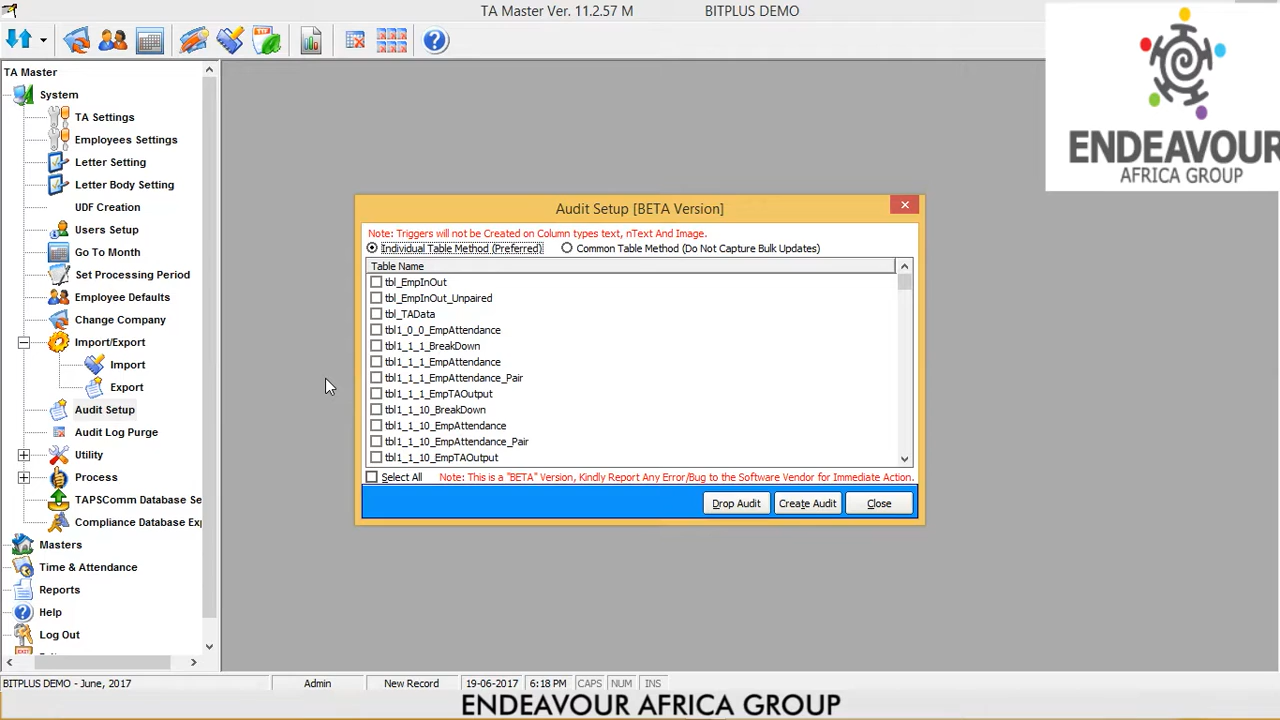 TA Master Ver. 11.2.57 M BITPLUS DEMO
TA Master
System
TA Settings
Employees Settings
Letter Setting
Letter Body Setting
UDF Creation
Users Setup
Go To Month
Set Processing Period
Employee Defaults
Change Company
Import/Export
Import
Export
Audit Setup
Audit Log Purge
Utility
Process
TAPSComm Database Se
Compliance Database Exp
Masters
Time & Attendance
Reports
Help
Log Out
ENDEAVOUR
AFRICA GROUP
Audit Setup [BETA Version]
Note: Triggers will not be Created on Column types text, nText And Image.
Individual Table Method (Preferred) Common Table Method (Do Not Capture Bulk Updates)
Table Name
tbl_EmpInOut
tbl_EmpInOut_Unpaired
tbl_TAData
tbl1_0_0_EmpAttendance
tbl1_1_1_BreakDown
tbl1_1_1_EmpAttendance
tbl1_1_1_EmpAttendance_Pair
tbl1_1_1_EmpTAOutput
tbl1_1_10_BreakDown
tbl1_1_10_EmpAttendance
tbl1_1_10_EmpAttendance_Pair
tbl1_1_10_EmpTAOutput
Select All Note: This is a "BETA" Version, Kindly Report Any Error/Bug to the Software Vendor for Immediate Action.
Drop Audit Create Audit Close
BITPLUS DEMO - June, 2017 Admin New Record 19-06-2017 6:18 PM CAPS NUM INS
ENDEAVOUR AFRICA GROUP